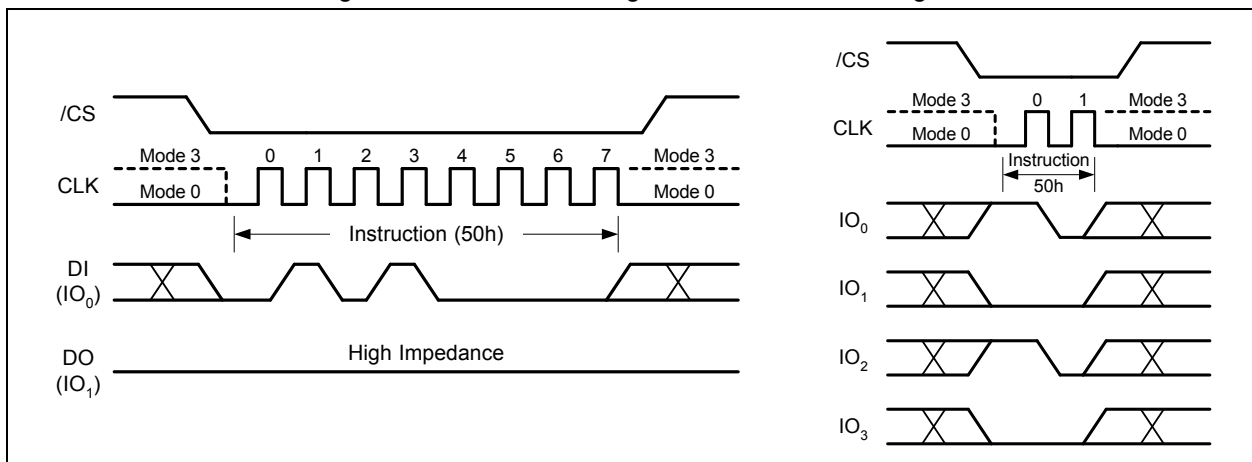 /CS
Mode 3 0 1 2 3 4 5 6 7 Mode 3
CLK
Mode 0 Mode 0
Instruction (50h)
DI
(IO0)
High Impedance
DO
(IO1)
/CS
Mode 3 0 1 Mode 3
CLK
Mode 0 Mode 0
Instruction
50h
IO0
IO1
IO2
IO3